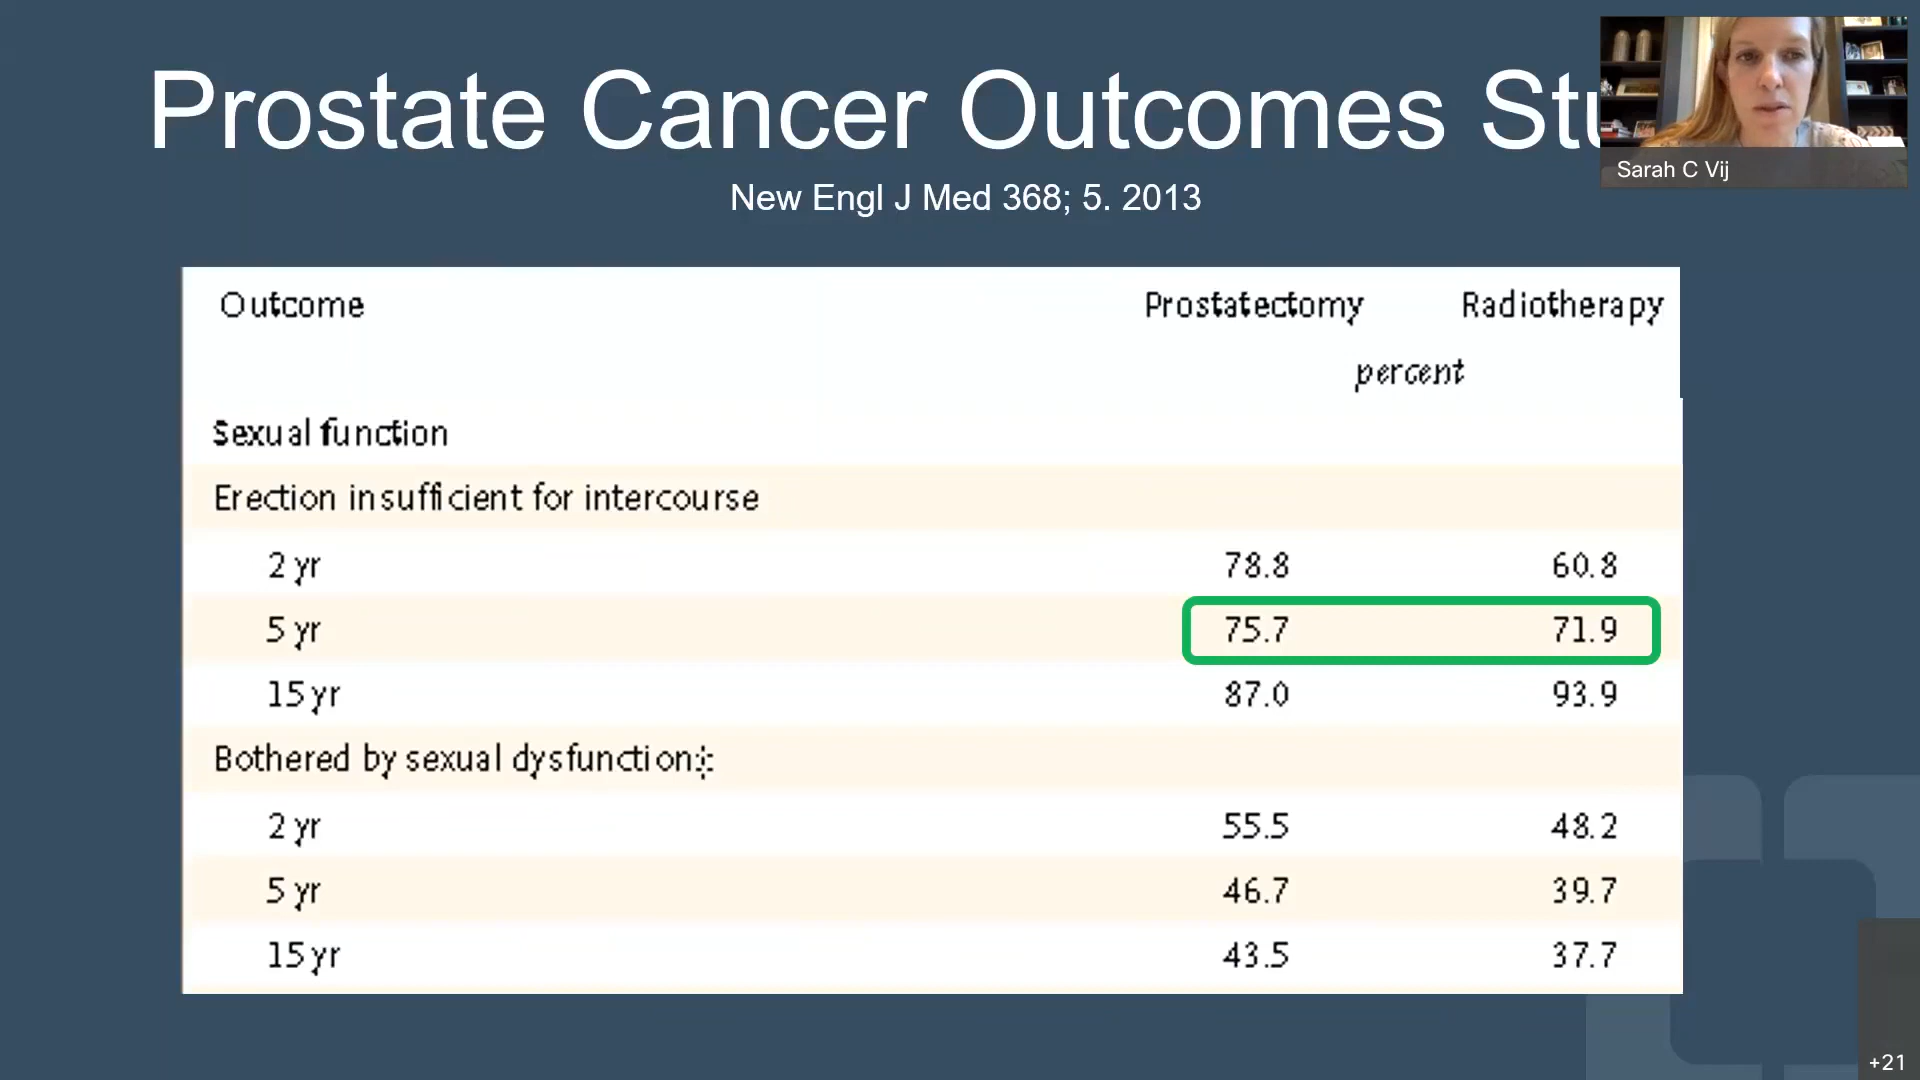 Prostate Cancer Outcomes Stu
New Engl J Med 368; 5. 2013
Sarah C Vij
Outcome Prostatectomy Radiotherapy
percent
Sexual function
Erection insufficient for intercourse
2 yr 78.8 60.8
5 yr 75.7 71.9
15 yr 87.0 93.9
Bothered by sexual dysfunction‡
2 yr 55.5 48.2
5 yr 46.7 39.7
15 yr 43.5 37.7
+21